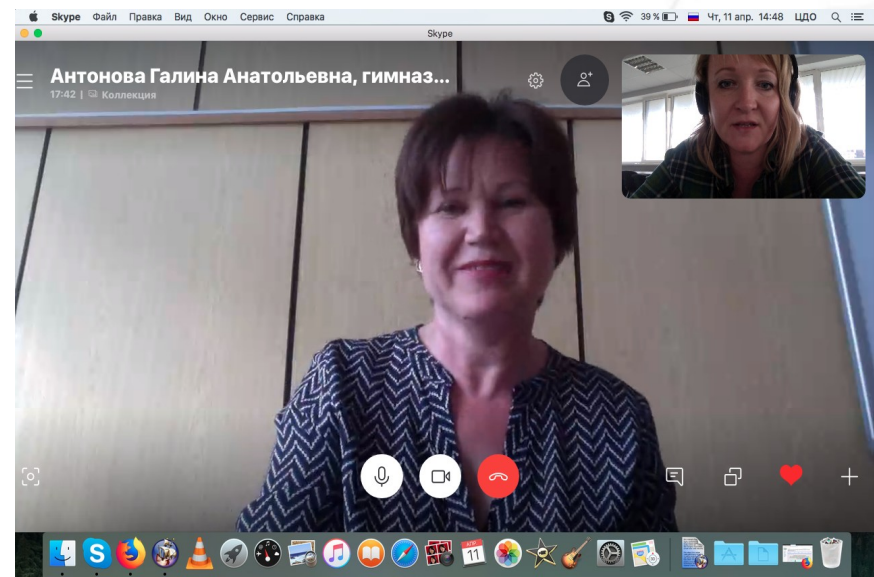 Skype Файл Правка Вид Окно Сервис Справка 39 % Чт, 11 апр. 14:48 ЦДО
Skype
Антонова Галина Анатольевна, гимназ...
17:42 | Коллекция
11